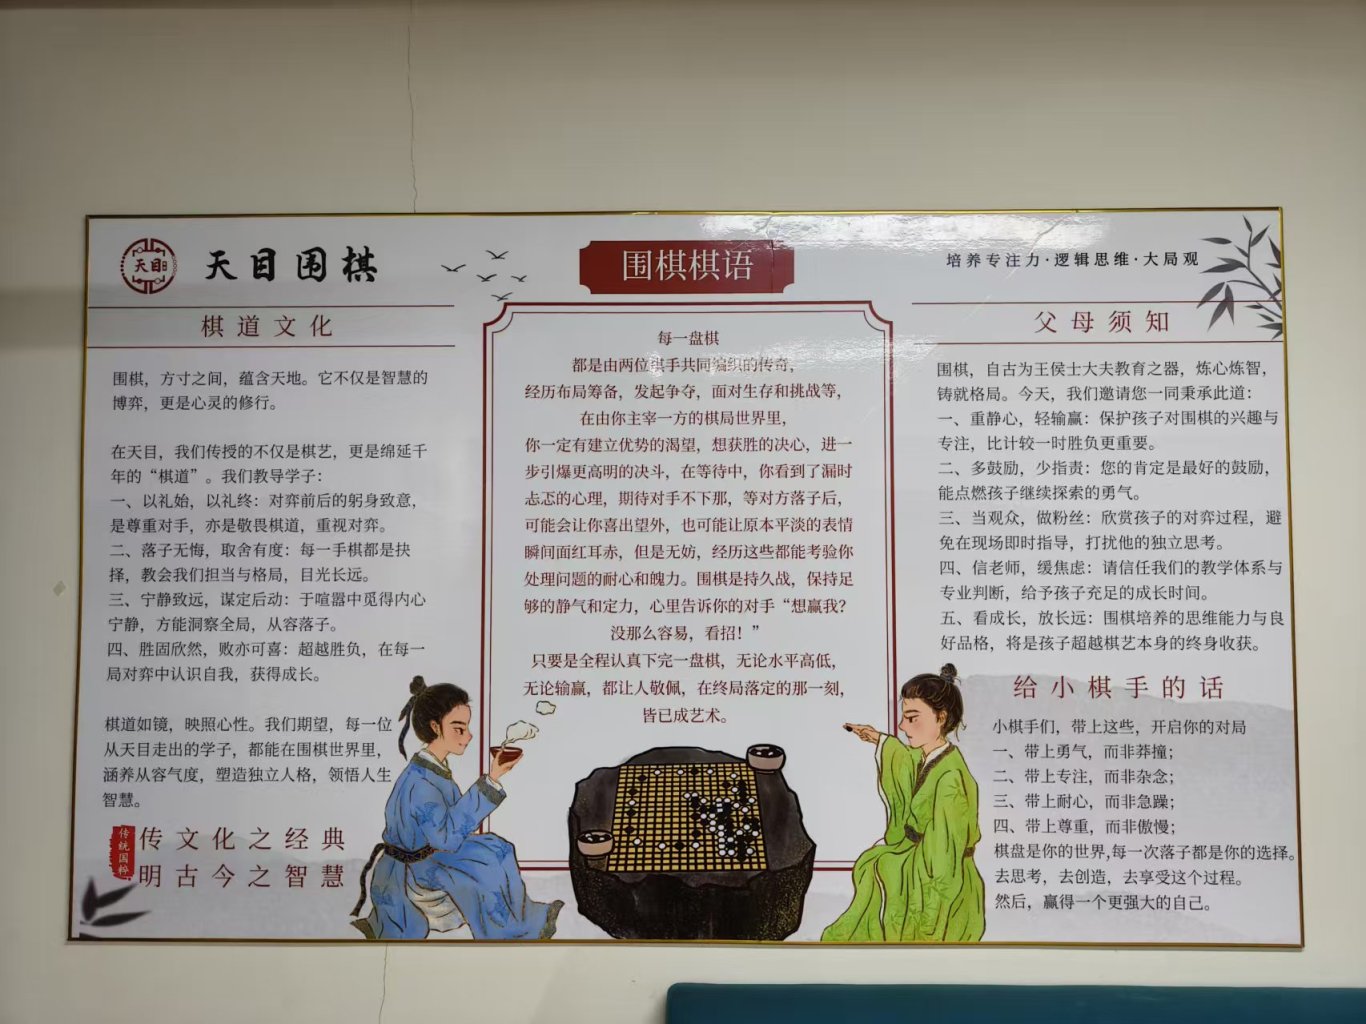 天目
天目围棋
棋道文化
围棋，方寸之间，蕴含天地。它不仅是智慧的
博弈，更是心灵的修行。
在天目，我们传授的不仅是棋艺，更是绵延千
年的“棋道”。我们教导学子：
一、以礼始，以礼终：对弈前后的躬身致意，
是尊重对手，亦是敬畏棋道，重视对弈。
二、落子无悔，取舍有度：每一手棋都是抉
择，教会我们担当与格局，目光长远。
三、宁静致远，谋定后动：于喧嚣中觅得内心
宁静，方能洞察全局，从容落子。
四、胜固欣然，败亦可喜：超越胜负，在每一
局对弈中认识自我，获得成长。
棋道如镜，映照心性。我们期望，每一位
从天目走出的学子，都能在围棋世界里，
涵养从容气度，塑造独立人格，领悟人生
智慧。
传统国粹
传文化之经典
明古今之智慧
围棋棋语
每一盘棋
都是由两位棋手共同编织的传奇，
经历布局筹备，发起争夺，面对生存和挑战等，
在由你主宰一方的棋局世界里，
你一定有建立优势的渴望，想获胜的决心，进一
步引爆更高明的决斗，在等待中，你看到了漏时
忐忑的心理，期待对手不下那，等对方落子后，
可能会让你喜出望外，也可能让原本平淡的表情
瞬间面红耳赤，但是无妨，经历这些都能考验你
处理问题的耐心和魄力。围棋是持久战，保持足
够的静气和定力，心里告诉你的对手“想赢我？
没那么容易，看招！”
只要是全程认真下完一盘棋，无论水平高低，
无论输赢，都让人敬佩，在终局落定的那一刻，
皆已成艺术。
培养专注力·逻辑思维·大局观
父母须知
围棋，自古为王侯士大夫教育之器，炼心炼智，
铸就格局。今天，我们邀请您一同秉承此道：
一、重静心，轻输赢：保护孩子对围棋的兴趣与
专注，比计较一时胜负更重要。
二、多鼓励，少指责：您的肯定是最好的鼓励，
能点燃孩子继续探索的勇气。
三、当观众，做粉丝：欣赏孩子的对弈过程，避
免在现场即时指导，打扰他的独立思考。
四、信老师，缓焦虑：请信任我们的教学体系与
专业判断，给予孩子充足的成长时间。
五、看成长，放长远：围棋培养的思维能力与良
好品格，将是孩子超越棋艺本身的终身收获。
给小棋手的话
小棋手们，带上这些，开启你的对局
一、带上勇气，而非莽撞；
二、带上专注，而非杂念；
三、带上耐心，而非急躁；
四、带上尊重，而非傲慢；
棋盘是你的世界,每一次落子都是你的选择。
去思考，去创造，去享受这个过程。
然后，赢得一个更强大的自己。